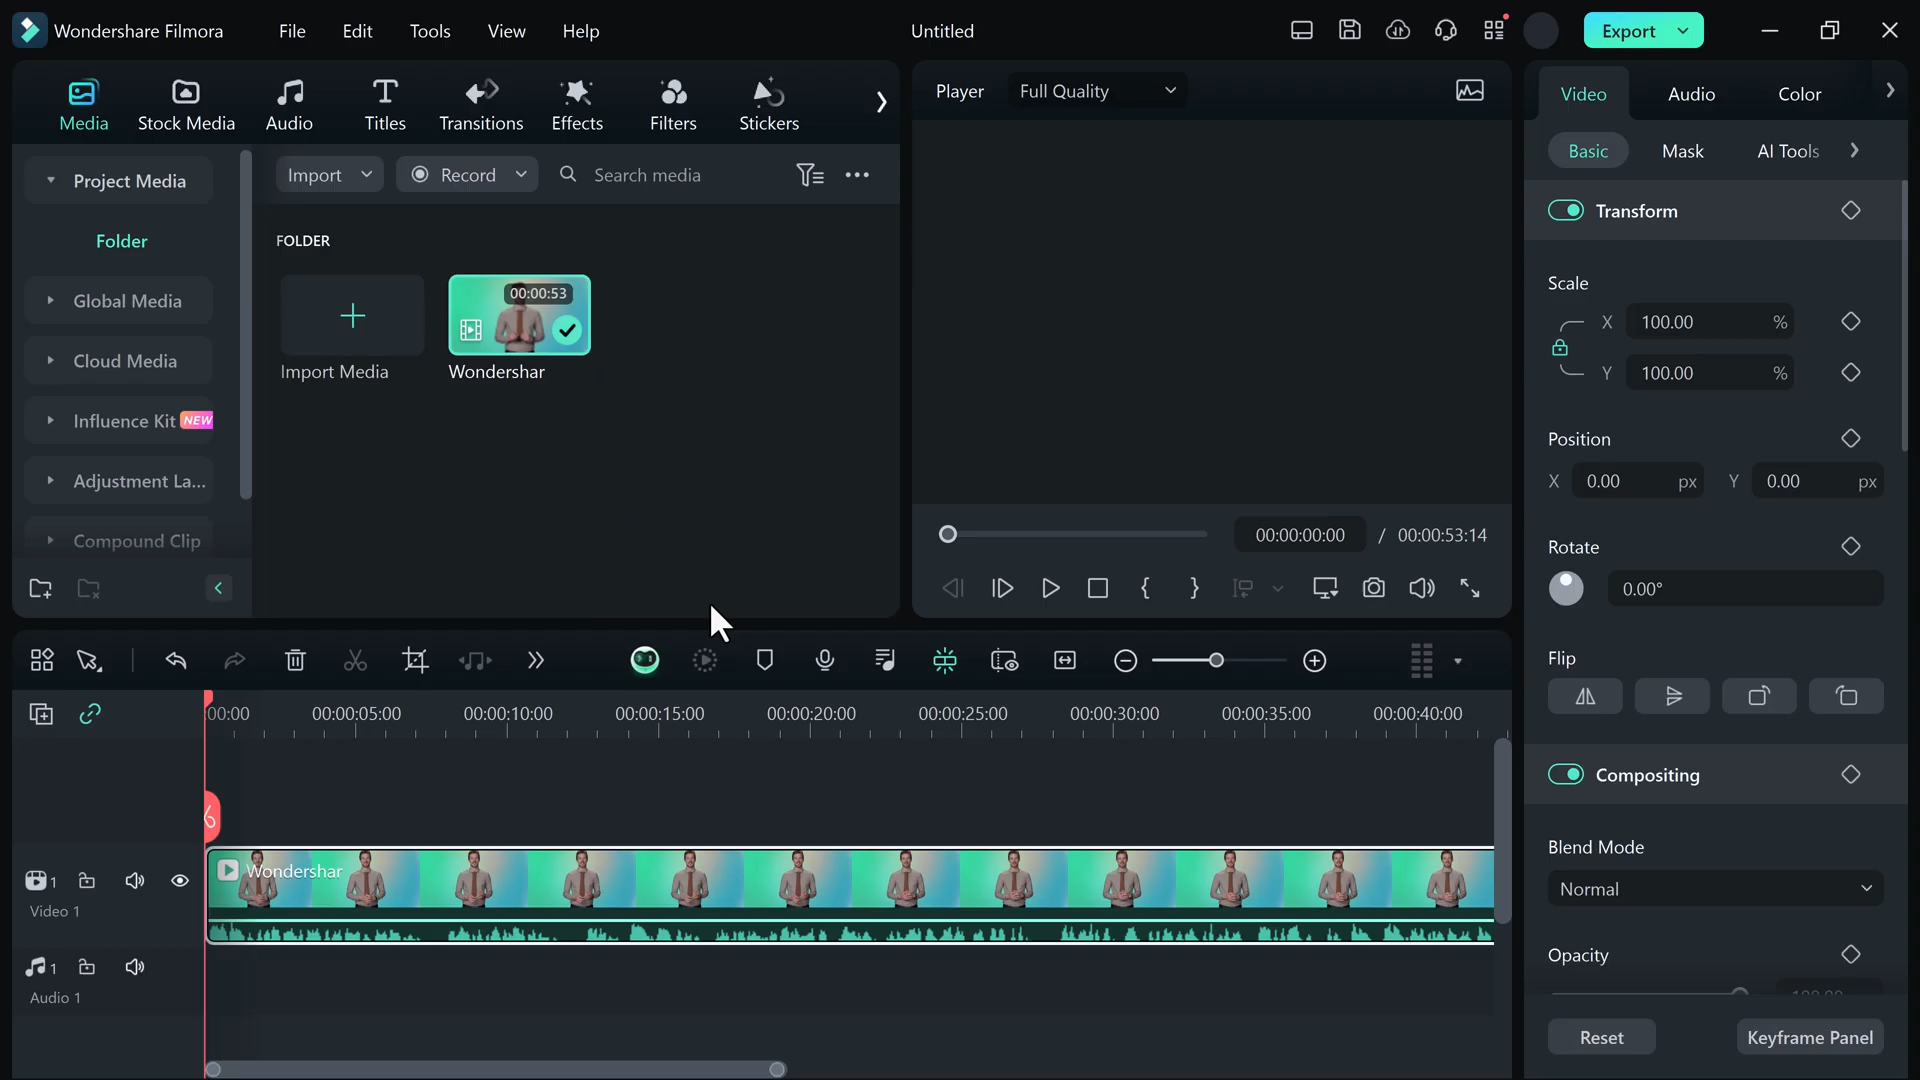 Wondershare Filmora File Edit Tools View Help Untitled Export
Media Stock Media Audio Titles Transitions Effects Filters Stickers
Project Media
Folder
Global Media
Cloud Media
Influence Kit NEW
Adjustment La...
Compound Clip
Import Record Search media
FOLDER
00:00:53
Import Media Wondershar
Player Full Quality
00:00:00:00 / 00:00:53:14
{ }
Video Audio Color
Basic Mask AI Tools
Transform
Scale
X 100.00 %
Y 100.00 %
Position
X 0.00 px Y 0.00 px
Rotate
0.00°
Flip
Compositing
Blend Mode
Normal
Opacity
100.00
Reset Keyframe Panel
:00:00 00:00:05:00 00:00:10:00 00:00:15:00 00:00:20:00 00:00:25:00 00:00:30:00 00:00:35:00 00:00:40:00
Wondershar
1
Video 1
1
Audio 1